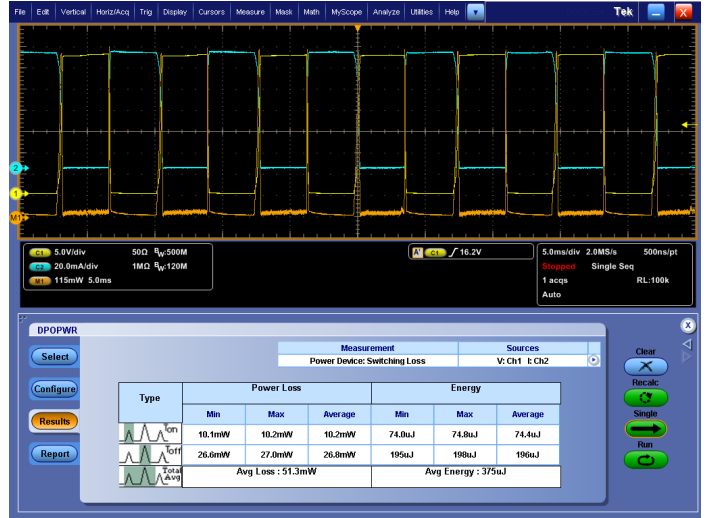 File Edit Vertical Horiz/Acq Trig Display Cursors Measure Mask Math MyScope Analyze Utilities Help Tek X
2
1
M1
C1 5.0V/div 50Ω BW:500M
C2 20.0mA/div 1MΩ BW:120M
M1 115mW 5.0ms
A' C1 16.2V
5.0ms/div 2.0MS/s 500ns/pt
Stopped Single Seq
1 acqs RL:100k
Auto
DPOPWR
x
Select
Configure
Results
Report
Measurement Sources
Power Device: Switching Loss V: Ch1 I: Ch2
Type Power Loss Energy
Min Max Average Min Max Average
Ton 10.1mW 10.2mW 10.2mW 74.0uJ 74.8uJ 74.4uJ
Toff 26.6mW 27.0mW 26.8mW 195uJ 198uJ 196uJ
Total Avg Avg Loss : 51.3mW Avg Energy : 375uJ
Clear
Recalc
Single
Run